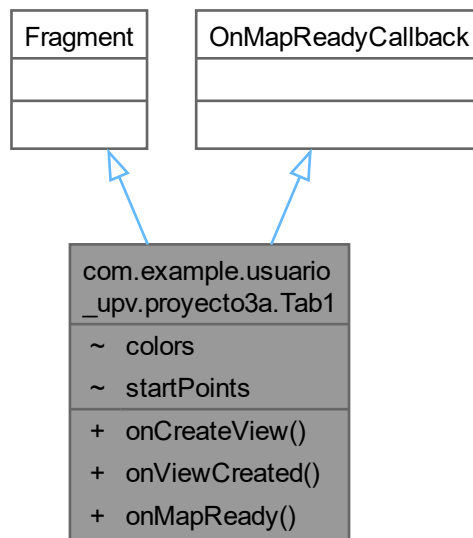 Fragment
OnMapReadyCallback
com.example.usuario
_upv.proyecto3a.Tab1
~ colors
~ startPoints
+ onCreateView()
+ onViewCreated()
+ onMapReady()